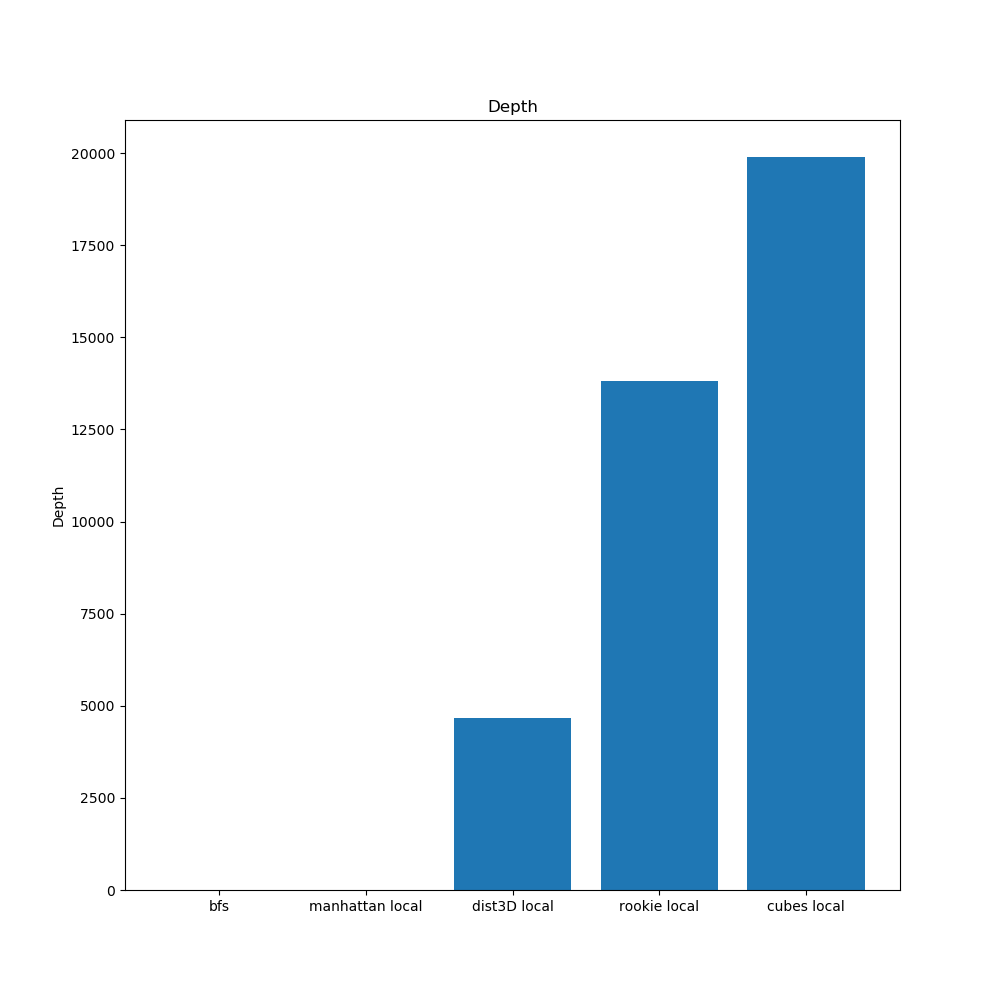 Depth
20000
17500
15000
12500
10000
7500
5000
2500
0
Depth
bfs
manhattan local
dist3D local
rookie local
cubes local